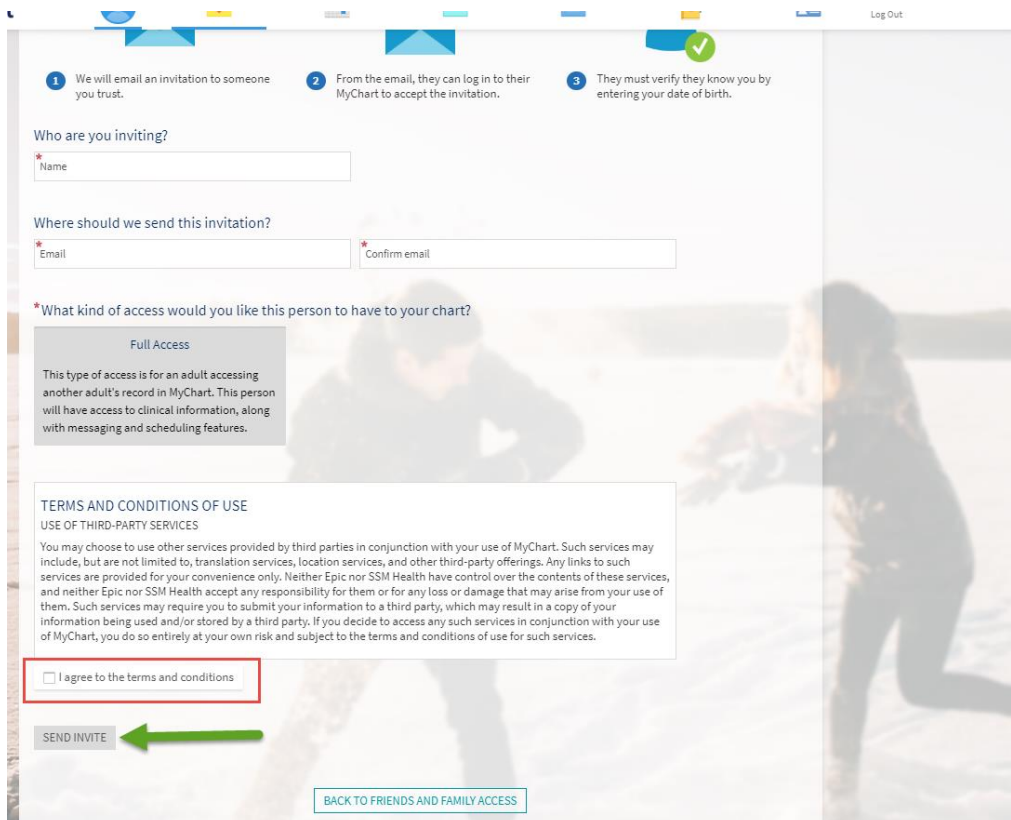 Log Out
1 We will email an invitation to someone
you trust.
2 From the email, they can log in to their
MyChart to accept the invitation.
3 They must verify they know you by
entering your date of birth.
Who are you inviting?
*Name
Where should we send this invitation?
*Email
*Confirm email
*What kind of access would you like this person to have to your chart?
Full Access
This type of access is for an adult accessing
another adult's record in MyChart. This person
will have access to clinical information, along
with messaging and scheduling features.
TERMS AND CONDITIONS OF USE
USE OF THIRD-PARTY SERVICES
You may choose to use other services provided by third parties in conjunction with your use of MyChart. Such services may
include, but are not limited to, translation services, location services, and other third-party offerings. Any links to such
services are provided for your convenience only. Neither Epic nor SSM Health have control over the contents of these services,
and neither Epic nor SSM Health accept any responsibility for them or for any loss or damage that may arise from your use of
them. Such services may require you to submit your information to a third party, which may result in a copy of your
information being used and/or stored by a third party. If you decide to access any such services in conjunction with your use
of MyChart, you do so entirely at your own risk and subject to the terms and conditions of use for such services.
I agree to the terms and conditions
SEND INVITE
BACK TO FRIENDS AND FAMILY ACCESS